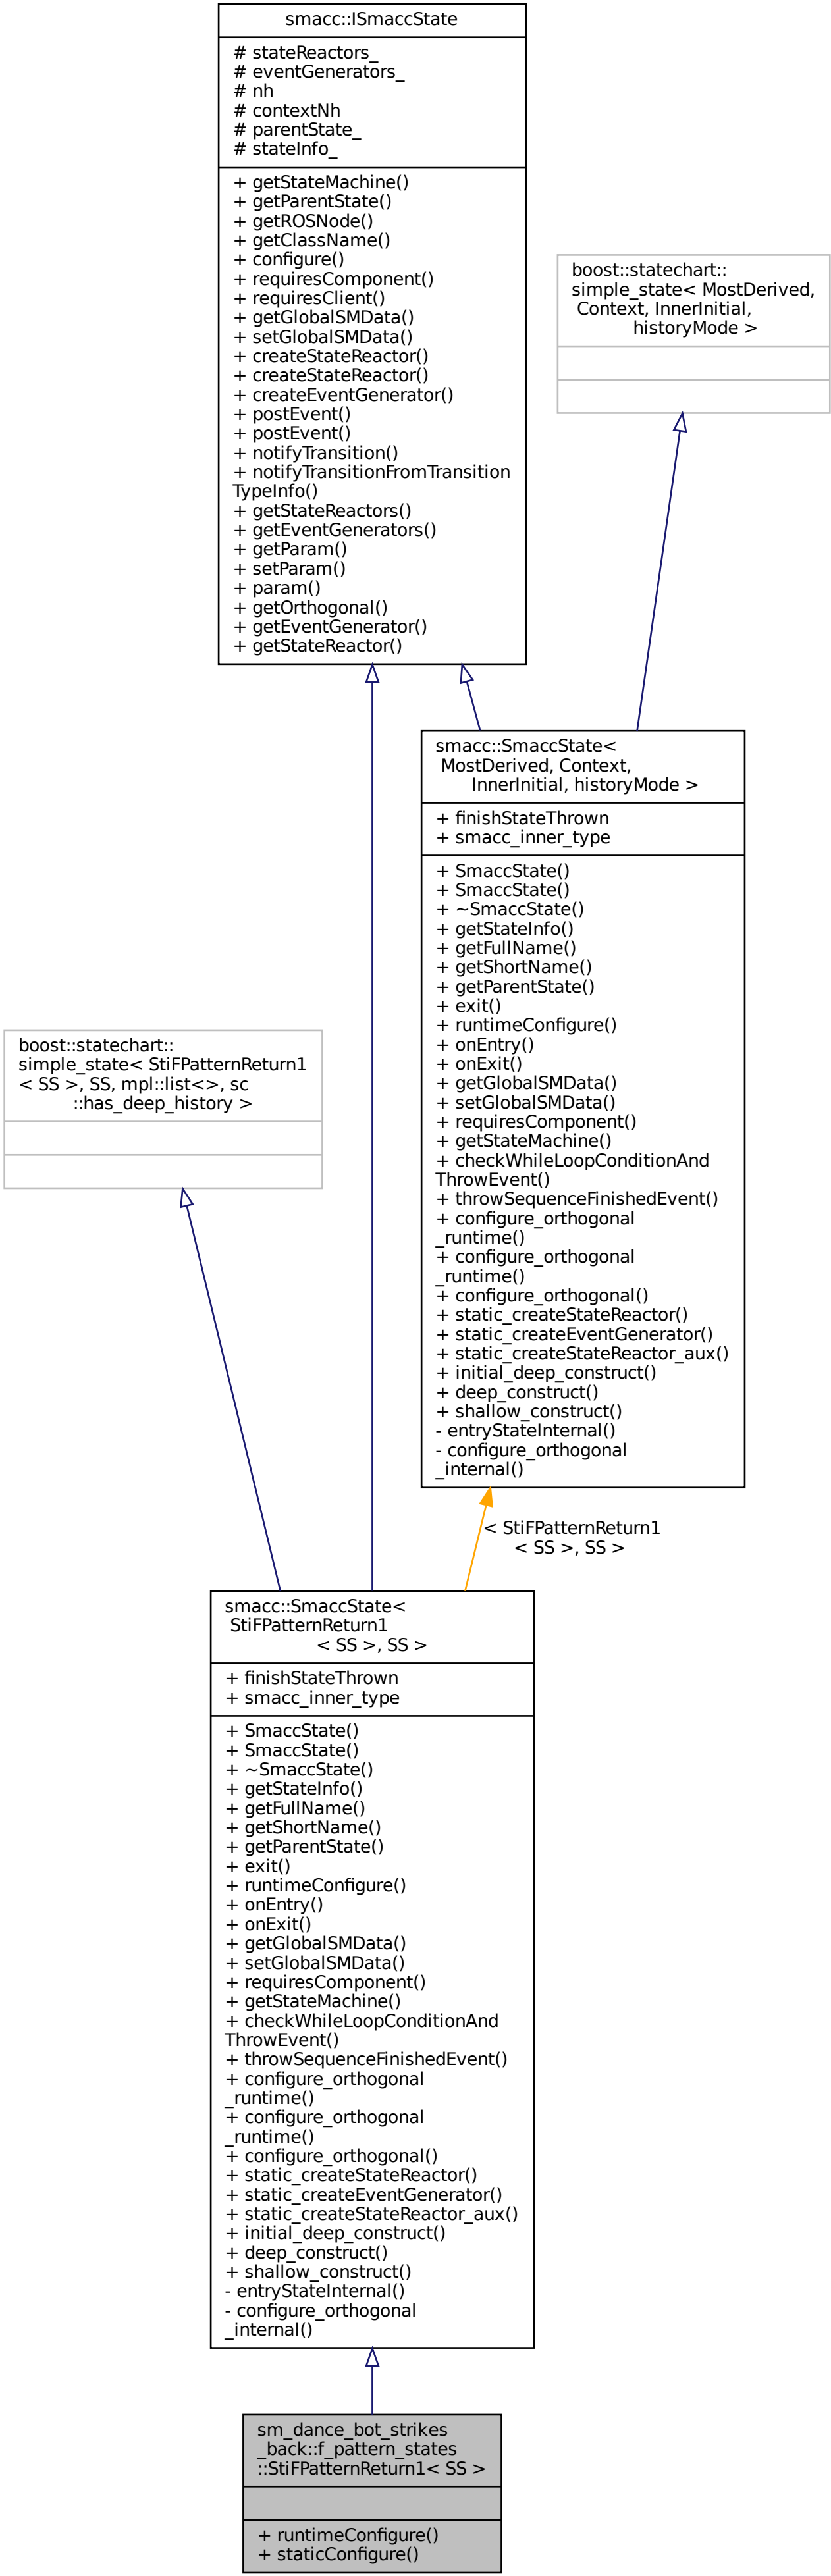 smacc::ISmaccState
# stateReactors_
# eventGenerators_
# nh
# contextNh
# parentState_
# stateInfo_
+ getStateMachine()
+ getParentState()
+ getROSNode()
+ getClassName()
+ configure()
+ requiresComponent()
+ requiresClient()
+ getGlobalSMData()
+ setGlobalSMData()
+ createStateReactor()
+ createStateReactor()
+ createEventGenerator()
+ postEvent()
+ postEvent()
+ notifyTransition()
+ notifyTransitionFromTransition
TypeInfo()
+ getStateReactors()
+ getEventGenerators()
+ getParam()
+ setParam()
+ param()
+ getOrthogonal()
+ getEventGenerator()
+ getStateReactor()
boost::statechart::
simple_state< MostDerived,
Context, InnerInitial,
historyMode >
smacc::SmaccState<
MostDerived, Context,
InnerInitial, historyMode >
+ finishStateThrown
+ smacc_inner_type
+ SmaccState()
+ SmaccState()
+ ~SmaccState()
+ getStateInfo()
+ getFullName()
+ getShortName()
+ getParentState()
+ exit()
+ runtimeConfigure()
+ onEntry()
+ onExit()
+ getGlobalSMData()
+ setGlobalSMData()
+ requiresComponent()
+ getStateMachine()
+ checkWhileLoopConditionAnd
ThrowEvent()
+ throwSequenceFinishedEvent()
+ configure_orthogonal
_runtime()
+ configure_orthogonal
_runtime()
+ configure_orthogonal()
+ static_createStateReactor()
+ static_createEventGenerator()
+ static_createStateReactor_aux()
+ initial_deep_construct()
+ deep_construct()
+ shallow_construct()
- entryStateInternal()
- configure_orthogonal
_internal()
boost::statechart::
simple_state< StiFPatternReturn1
< SS >, SS, mpl::list<>, sc
::has_deep_history >
< StiFPatternReturn1
< SS >, SS >
smacc::SmaccState<
StiFPatternReturn1
< SS >, SS >
+ finishStateThrown
+ smacc_inner_type
+ SmaccState()
+ SmaccState()
+ ~SmaccState()
+ getStateInfo()
+ getFullName()
+ getShortName()
+ getParentState()
+ exit()
+ runtimeConfigure()
+ onEntry()
+ onExit()
+ getGlobalSMData()
+ setGlobalSMData()
+ requiresComponent()
+ getStateMachine()
+ checkWhileLoopConditionAnd
ThrowEvent()
+ throwSequenceFinishedEvent()
+ configure_orthogonal
_runtime()
+ configure_orthogonal
_runtime()
+ configure_orthogonal()
+ static_createStateReactor()
+ static_createEventGenerator()
+ static_createStateReactor_aux()
+ initial_deep_construct()
+ deep_construct()
+ shallow_construct()
- entryStateInternal()
- configure_orthogonal
_internal()
sm_dance_bot_strikes
_back::f_pattern_states
::StiFPatternReturn1< SS >
+ runtimeConfigure()
+ staticConfigure()